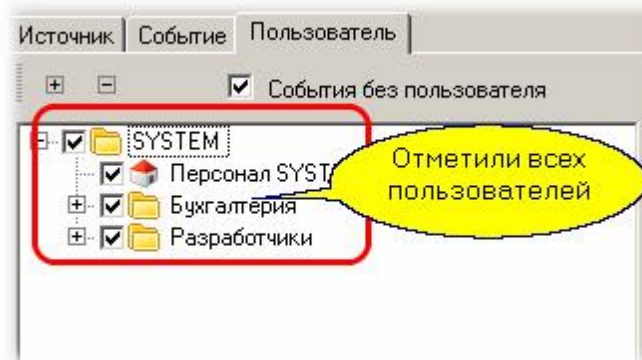 Источник Событие Пользователь
События без пользователя
SYSTEM
Персонал SYST
Бухгалтерия
Разработчики
Отметили всех
пользователей